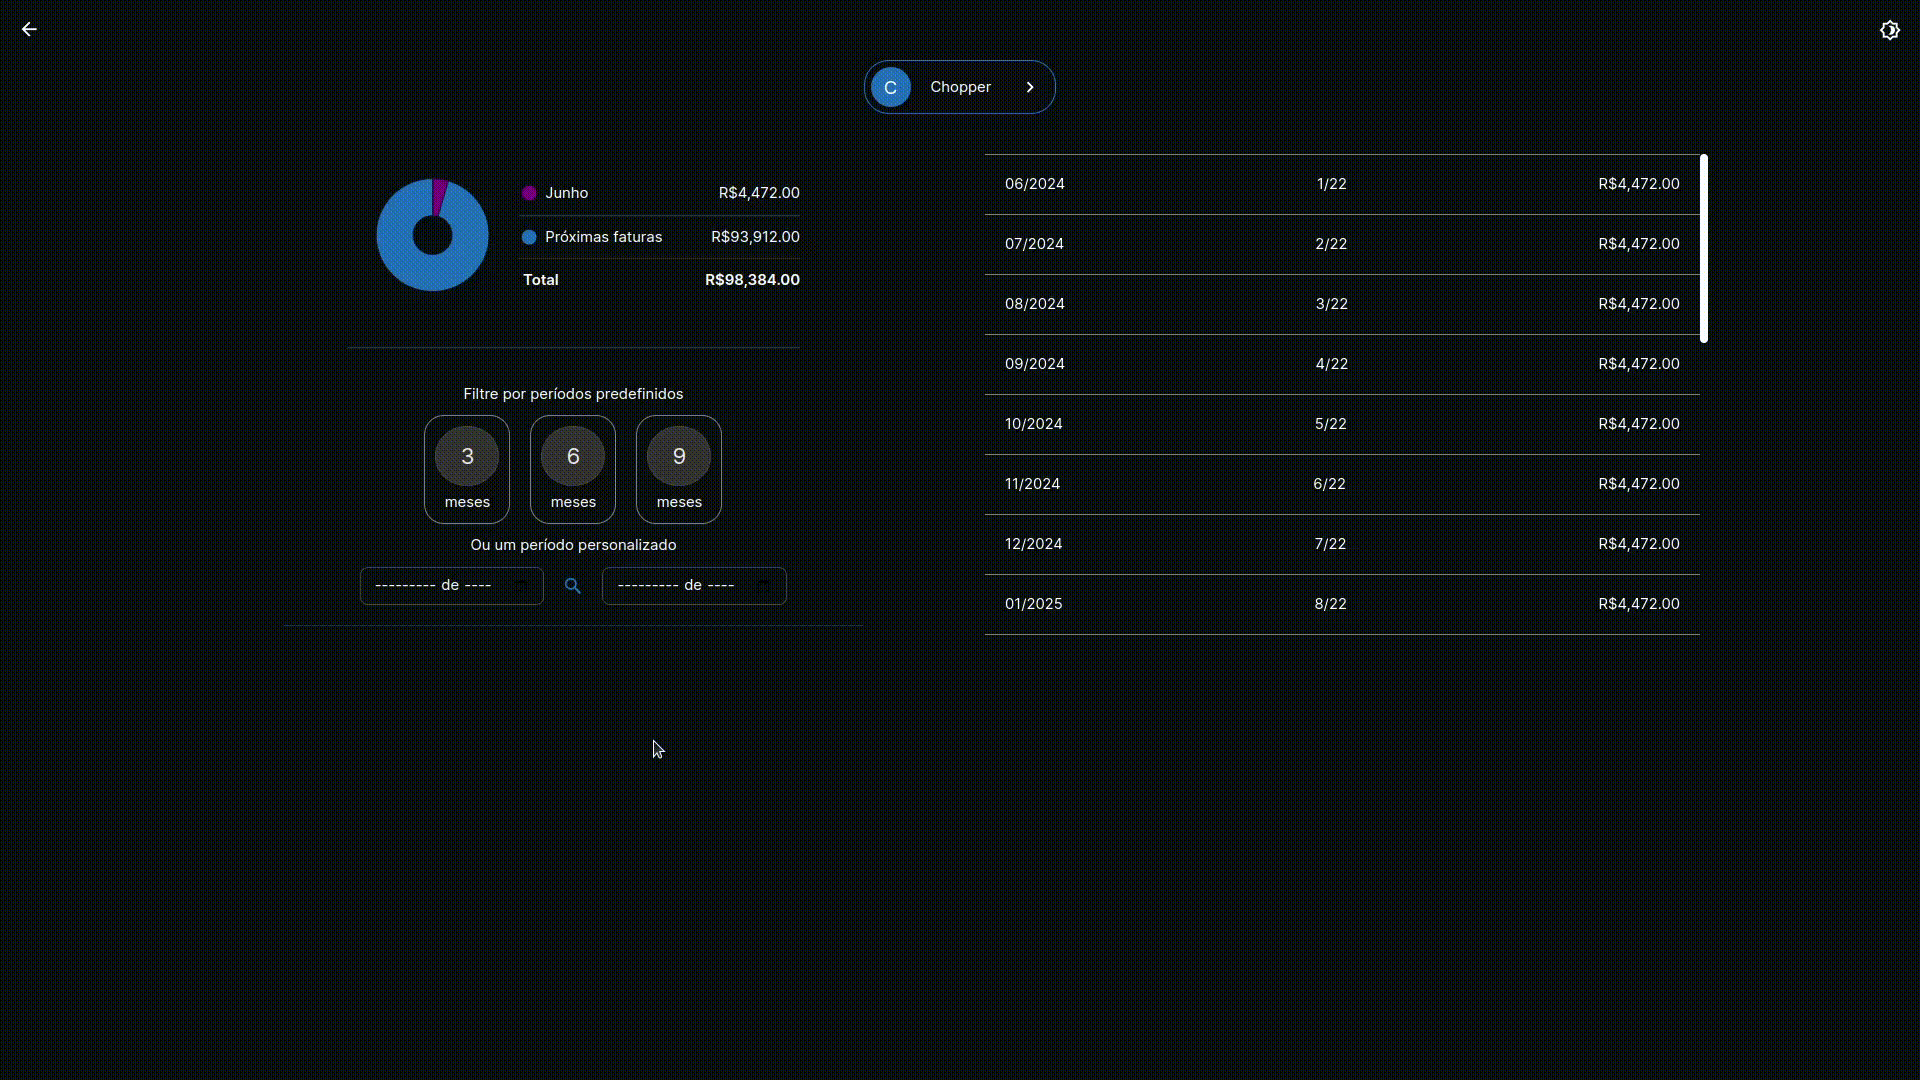 C Chopper
Junho R$4,472.00
Próximas faturas R$93,912.00
Total R$98,384.00
Filtre por períodos predefinidos
3 6 9
meses meses meses
Ou um período personalizado
--------- de ---- --------- de ----
06/2024 1/22 R$4,472.00
07/2024 2/22 R$4,472.00
08/2024 3/22 R$4,472.00
09/2024 4/22 R$4,472.00
10/2024 5/22 R$4,472.00
11/2024 6/22 R$4,472.00
12/2024 7/22 R$4,472.00
01/2025 8/22 R$4,472.00